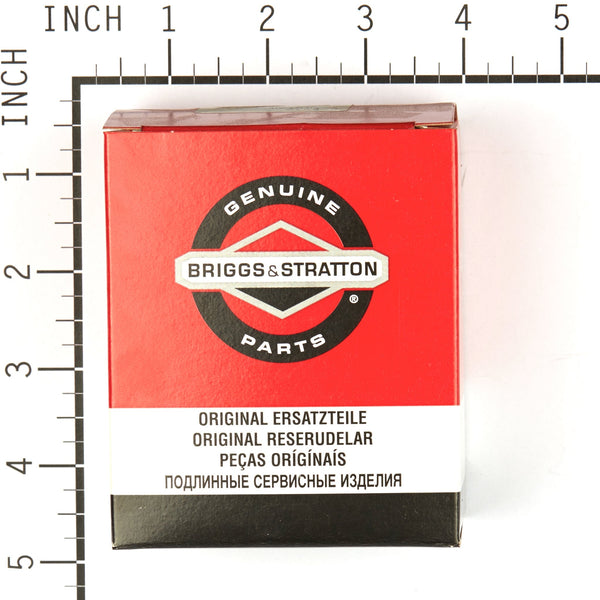 INCH 1 2 3 4 5
INCH
1
2
3
4
5
GENUINE
BRIGGS & STRATTON
®
PARTS
ORIGINAL ERSATZTEILE
ORIGINAL RESERUDELAR
PEÇAS ORÍGÍNAÍS
ПОДЛИННЫЕ СЕРВИСНЫЕ ИЗДЕЛИЯ